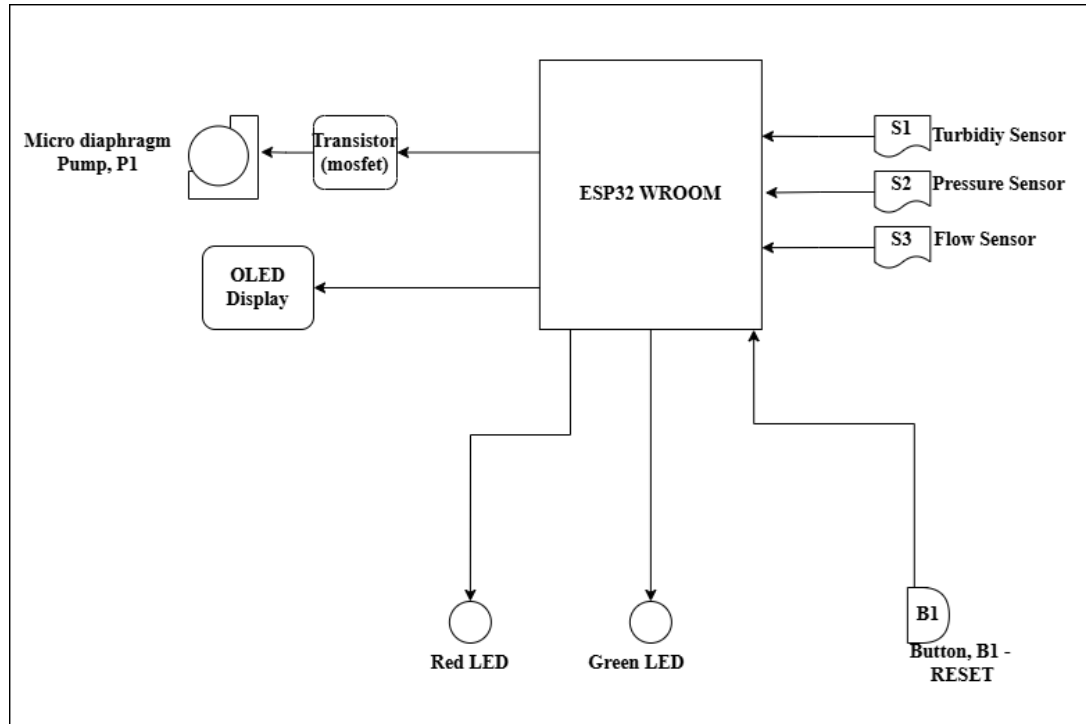 Micro diaphragm
Pump, P1
Transistor
(mosfet)
ESP32 WROOM
S1
Turbidiy Sensor
S2
Pressure Sensor
S3
Flow Sensor
OLED
Display
Red LED
Green LED
B1
Button, B1 -
RESET